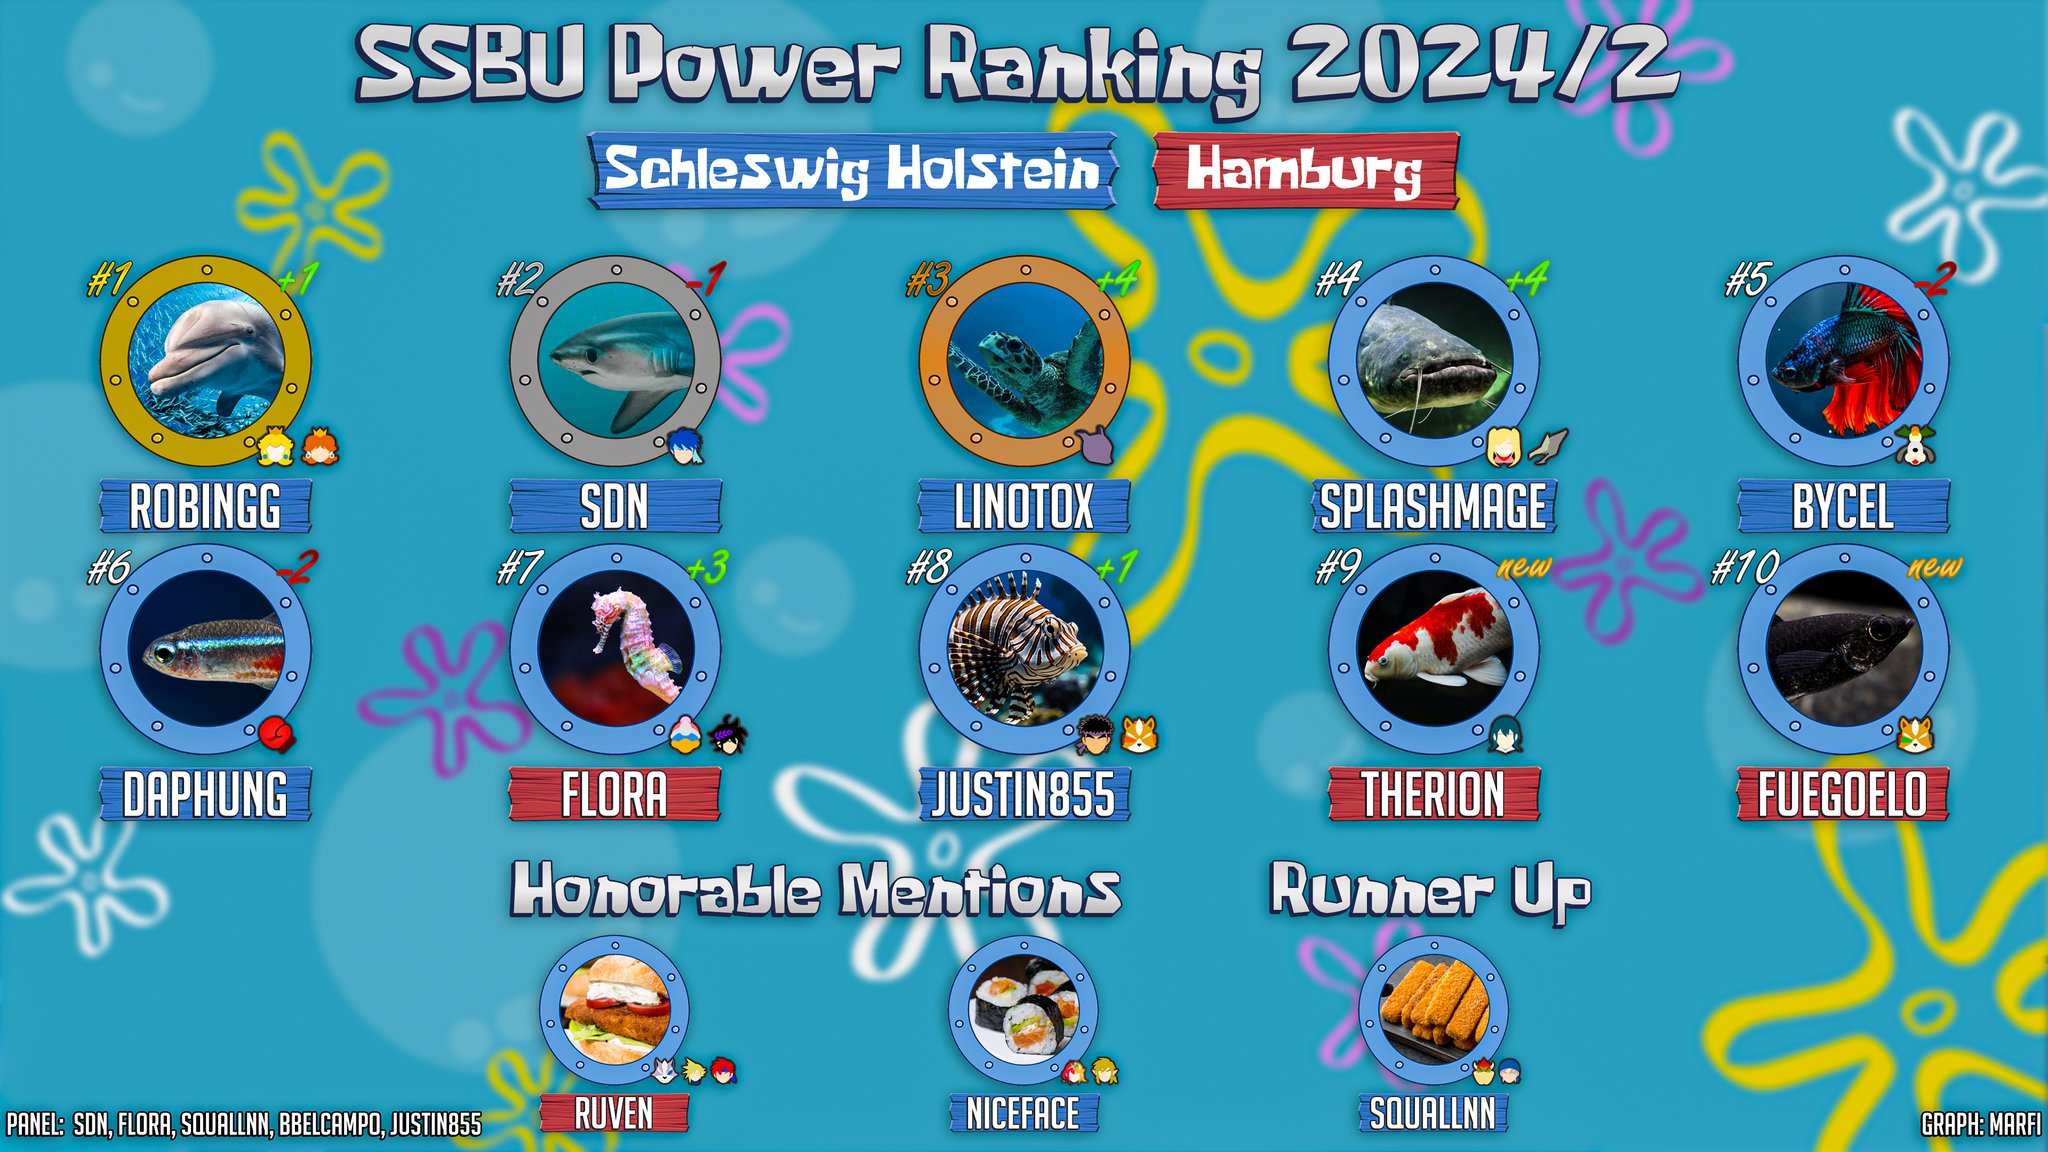 SSBU Power Ranking 2024/2
Schleswig Holstein
Hamburg
#1 +1
ROBINGG
#2 -1
SDN
#3 +4
LINOTOX
#4 +4
SPLASHMAGE
#5 -2
BYCEL
#6 -2
DAPHUNG
#7 +3
FLORA
#8 +1
JUSTIN855
#9 new
THERION
#10 new
FUEGOELO
Honorable Mentions
RUVEN
NICEFACE
Runner Up
SQUALLNN
PANEL: SDN, FLORA, SQUALLNN, BBELCAMPO, JUSTIN855
GRAPH: MARFI